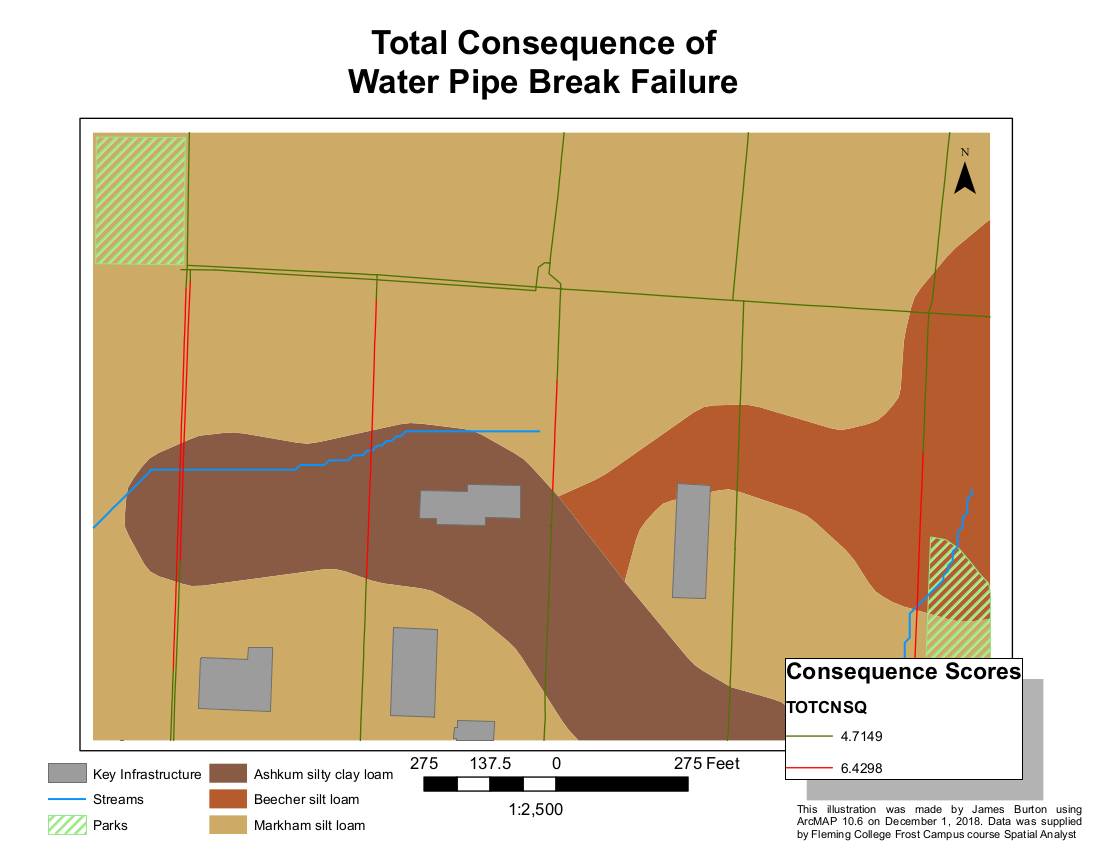 Total Consequence of
Water Pipe Break Failure
N
Consequence Scores
TOTCNSQ
4.7149
6.4298
Key Infrastructure
Streams
Parks
Ashkum silty clay loam
Beecher silt loam
Markham silt loam
275 137.5 0 275 Feet
1:2,500
This illustration was made by James Burton using
ArcMAP 10.6 on December 1, 2018. Data was supplied
by Fleming College Frost Campus course Spatial Analyst